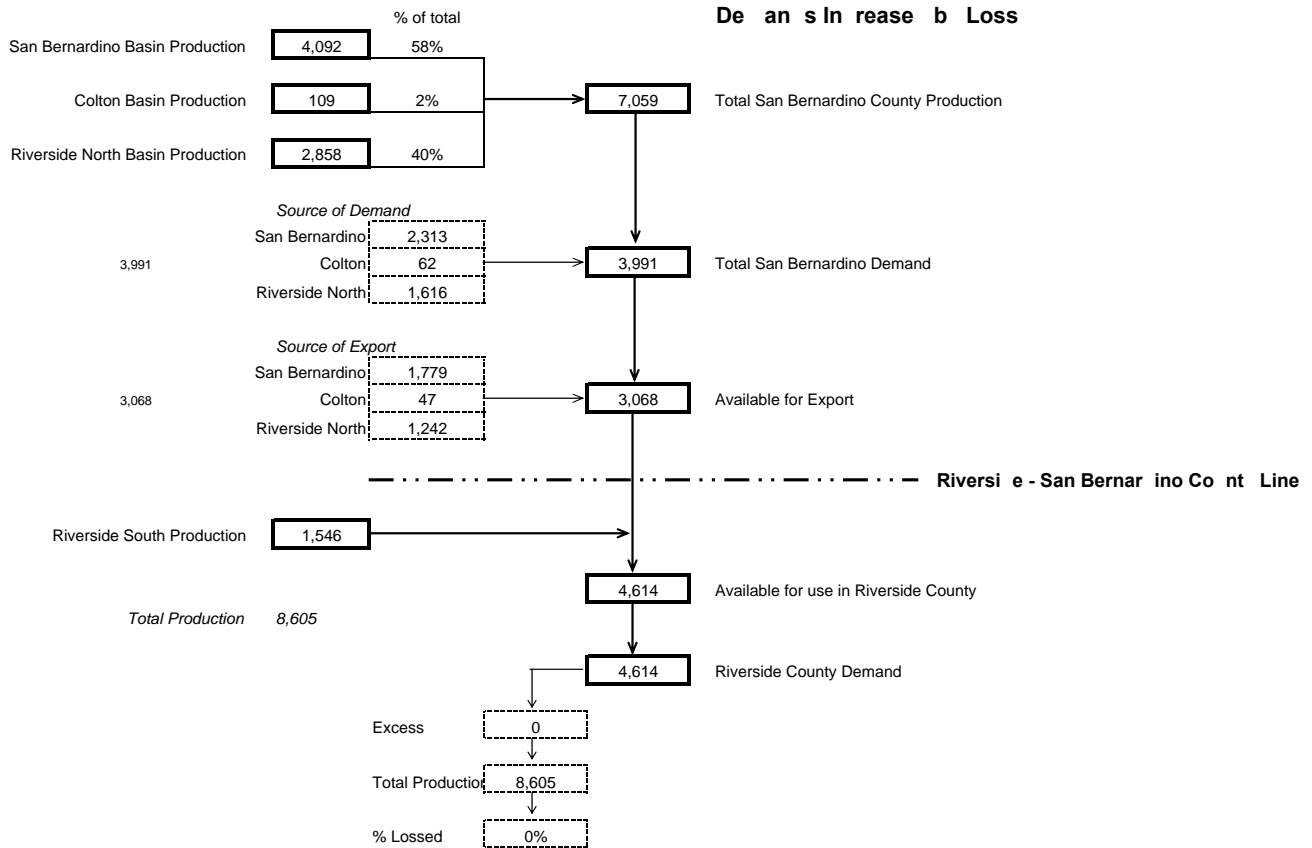 De an s In rease b Loss
% of total
San Bernardino Basin Production 4,092 58%
Colton Basin Production 109 2% 7,059 Total San Bernardino County Production
Riverside North Basin Production 2,858 40%
Source of Demand
San Bernardino 2,313
3,991 Colton 62 3,991 Total San Bernardino Demand
Riverside North 1,616
Source of Export
San Bernardino 1,779
3,068 Colton 47 3,068 Available for Export
Riverside North 1,242
Riversi e - San Bernar ino Co nt Line
Riverside South Production 1,546
4,614 Available for use in Riverside County
Total Production 8,605
4,614 Riverside County Demand
Excess 0
Total Production 8,605
% Lossed 0%